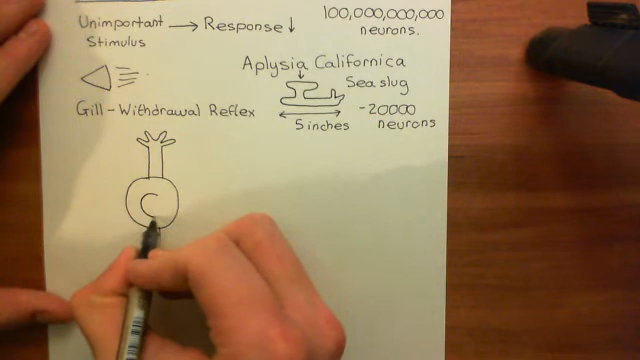 Unimportant → Response ↓
Stimulus
100,000,000,000
neurons.
Aplysia Californica
Sea slug
Gill-Withdrawal Reflex
5 inches
~20000
neurons